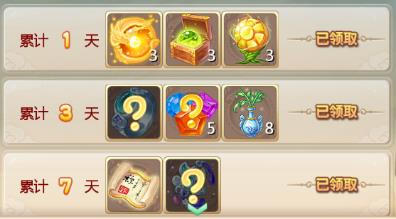 累计 1 天 3 3 3 已领取
累计 3 天 ? 5 8 已领取
累计 7 天 ? 已领取